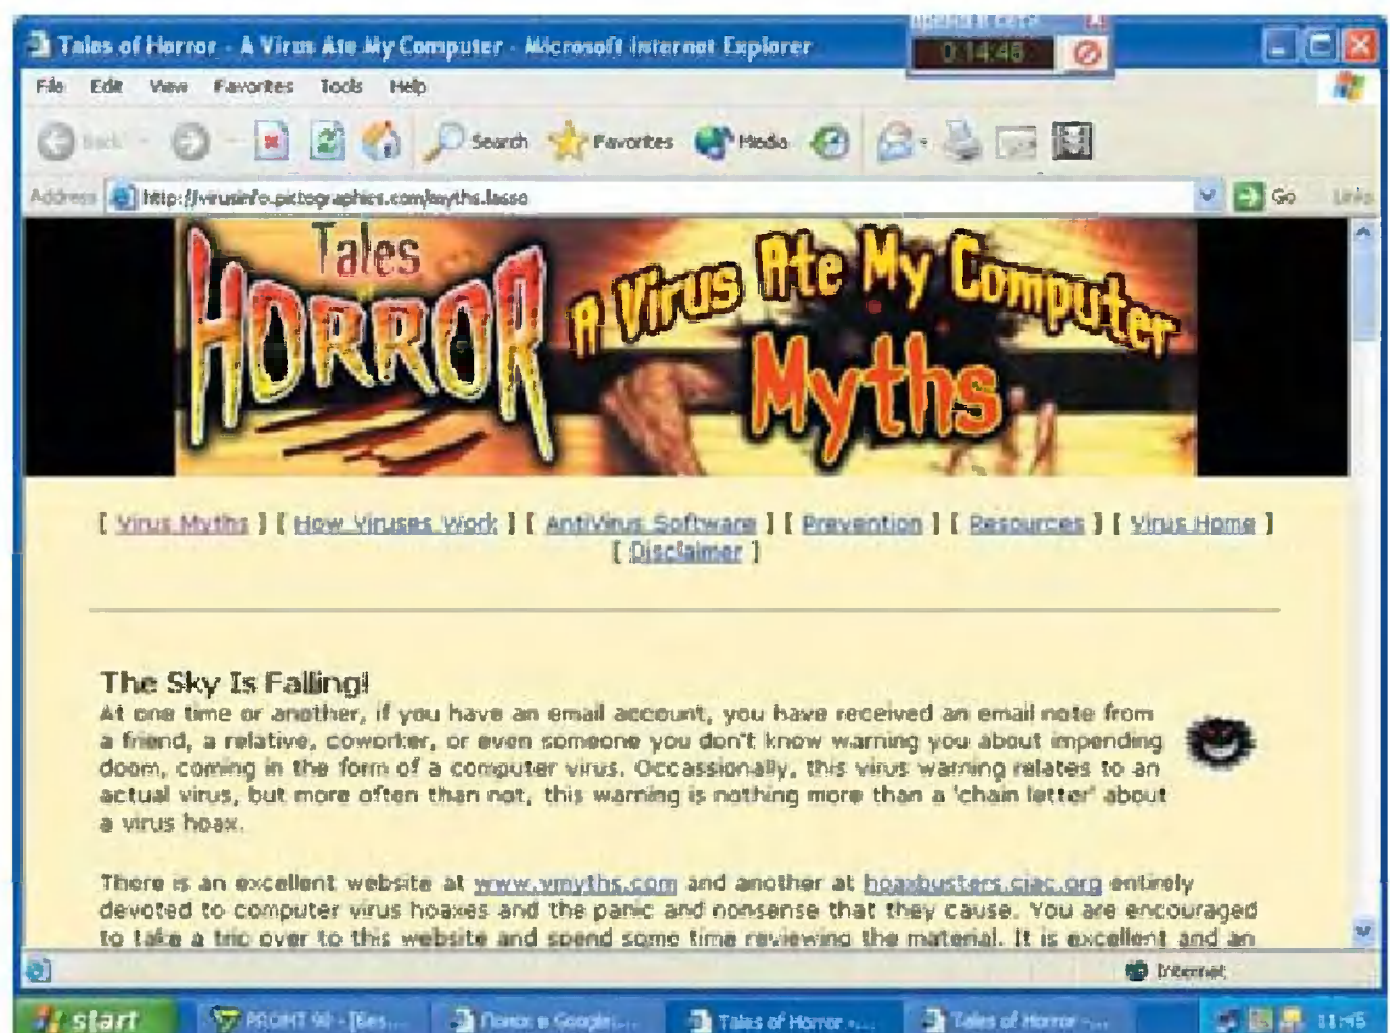 Tales of Horror - A Virus Ate My Computer - Microsoft Internet Explorer
0:14:48
File Edit View Favorites Tools Help
Back Search Favorites Media
Address http://virusinfo.pictographics.com/myths.lasso Go Links
Tales
HORROR
A Virus Ate My Computer
Myths
[ Virus Myths ] [ How Viruses Work ] [ AntiVirus Software ] [ Prevention ] [ Resources ] [ Virus Home ]
[ Disclaimer ]
The Sky Is Falling!
At one time or another, if you have an email account, you have received an email note from
a friend, a relative, coworker, or even someone you don't know warning you about impending
doom, coming in the form of a computer virus. Occassionally, this virus warning relates to an
actual virus, but more often than not, this warning is nothing more than a 'chain letter' about
a virus hoax.
There is an excellent website at www.vmyths.com and another at hoaxbusters.ciac.org entirely
devoted to computer virus hoaxes and the panic and nonsense that they cause. You are encouraged
to take a trip over to this website and spend some time reviewing the material. It is excellent and an
Internet
start Поиск в Google:... Tales of Horror -... Tales of Horror -... 11:45